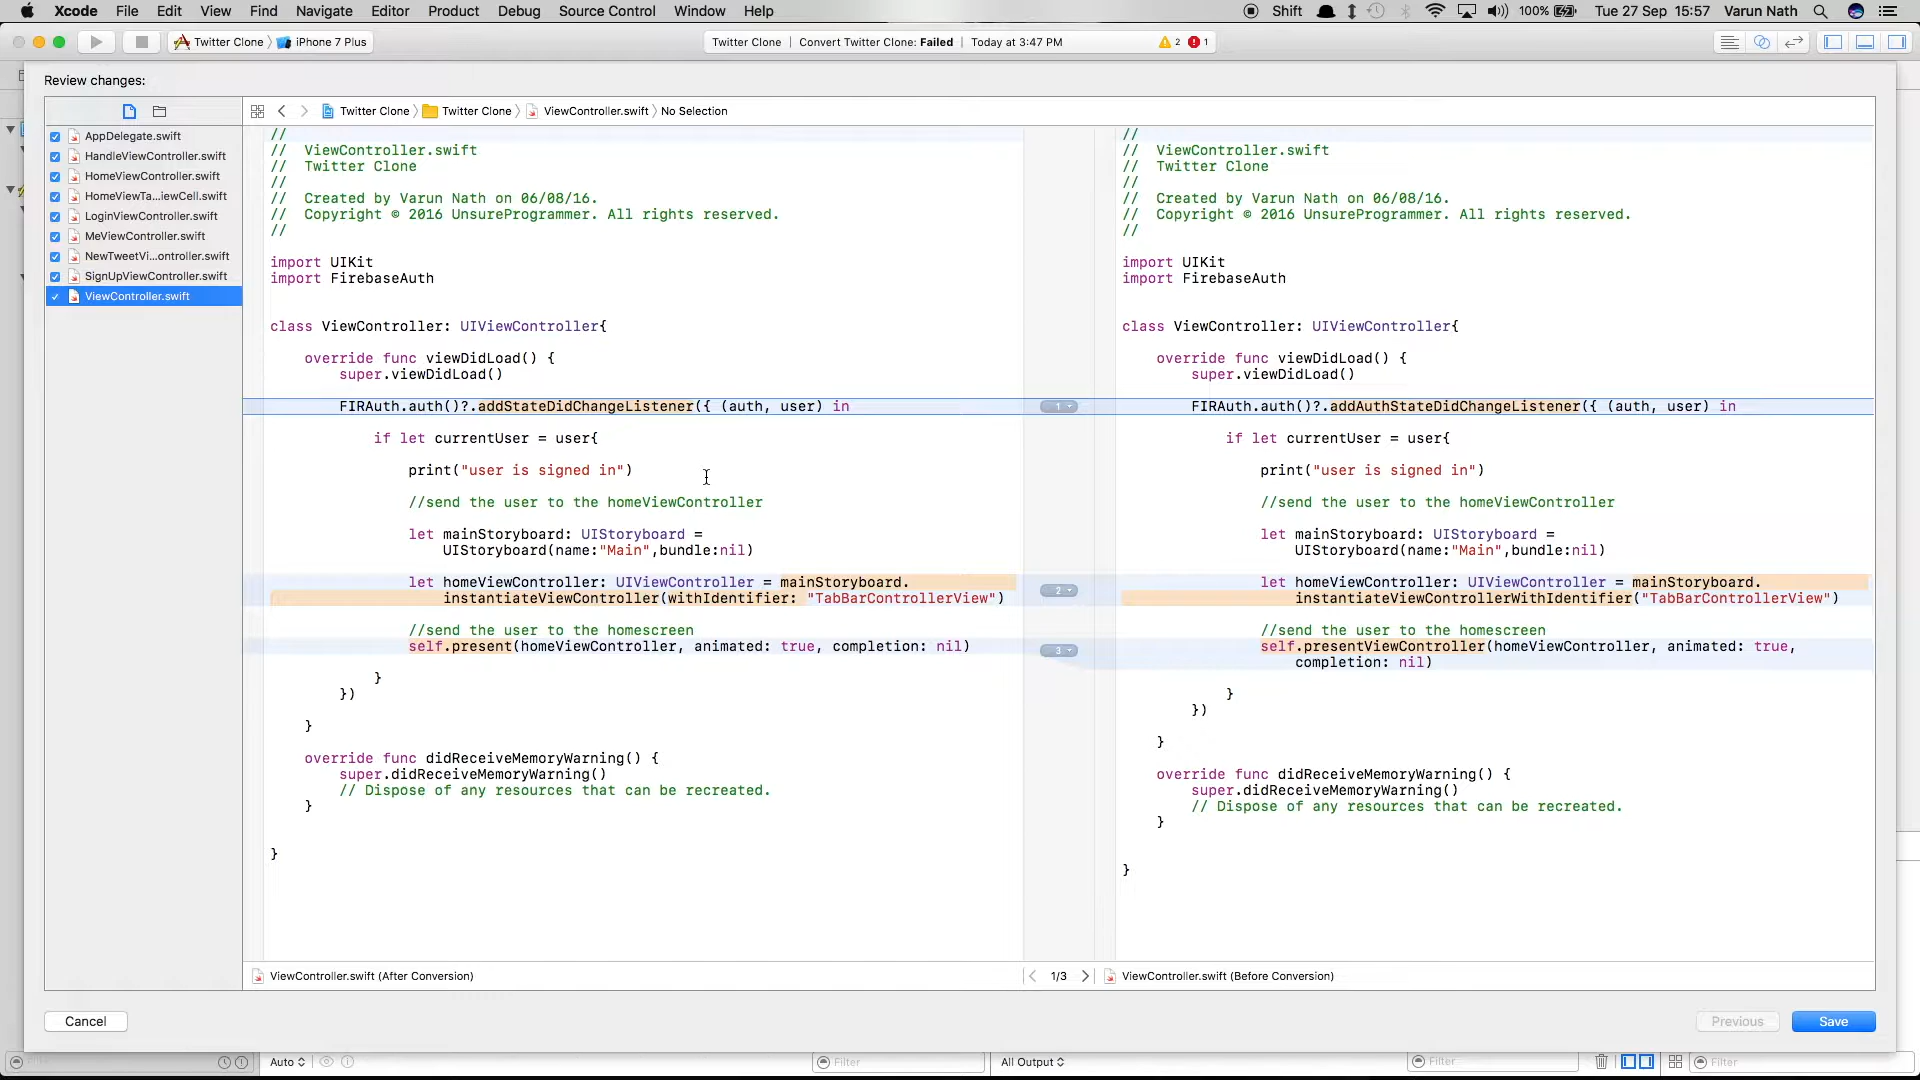 Xcode File Edit View Find Navigate Editor Product Debug Source Control Window Help Shift 100% Tue 27 Sep 15:57 Varun Nath
Twitter Clone iPhone 7 Plus Twitter Clone | Convert Twitter Clone: Failed | Today at 3:47 PM 2 1
Review changes:
Twitter Clone Twitter Clone ViewController.swift No Selection
AppDelegate.swift
HandleViewController.swift
HomeViewController.swift
HomeViewTa...iewCell.swift
LoginViewController.swift
MeViewController.swift
NewTweetVi...ontroller.swift
SignUpViewController.swift
ViewController.swift
//
// ViewController.swift
// Twitter Clone
//
// Created by Varun Nath on 06/08/16.
// Copyright © 2016 UnsureProgrammer. All rights reserved.
//
import UIKit
import FirebaseAuth
class ViewController: UIViewController{
override func viewDidLoad() {
super.viewDidLoad()
FIRAuth.auth()?.addStateDidChangeListener({ (auth, user) in
if let currentUser = user{
print("user is signed in")
//send the user to the homeViewController
let mainStoryboard: UIStoryboard =
UIStoryboard(name:"Main",bundle:nil)
let homeViewController: UIViewController = mainStoryboard.
instantiateViewController(withIdentifier: "TabBarControllerView")
//send the user to the homescreen
self.present(homeViewController, animated: true, completion: nil)
}
})
}
override func didReceiveMemoryWarning() {
super.didReceiveMemoryWarning()
// Dispose of any resources that can be recreated.
}
}
ViewController.swift (After Conversion)
1
2
3
1/3
//
// ViewController.swift
// Twitter Clone
//
// Created by Varun Nath on 06/08/16.
// Copyright © 2016 UnsureProgrammer. All rights reserved.
//
import UIKit
import FirebaseAuth
class ViewController: UIViewController{
override func viewDidLoad() {
super.viewDidLoad()
FIRAuth.auth()?.addAuthStateDidChangeListener({ (auth, user) in
if let currentUser = user{
print("user is signed in")
//send the user to the homeViewController
let mainStoryboard: UIStoryboard =
UIStoryboard(name:"Main",bundle:nil)
let homeViewController: UIViewController = mainStoryboard.
instantiateViewControllerWithIdentifier("TabBarControllerView")
//send the user to the homescreen
self.presentViewController(homeViewController, animated: true,
completion: nil)
}
})
}
override func didReceiveMemoryWarning() {
super.didReceiveMemoryWarning()
// Dispose of any resources that can be recreated.
}
}
ViewController.swift (Before Conversion)
Cancel Previous Save
Filter Auto Filter All Output Filter Filter